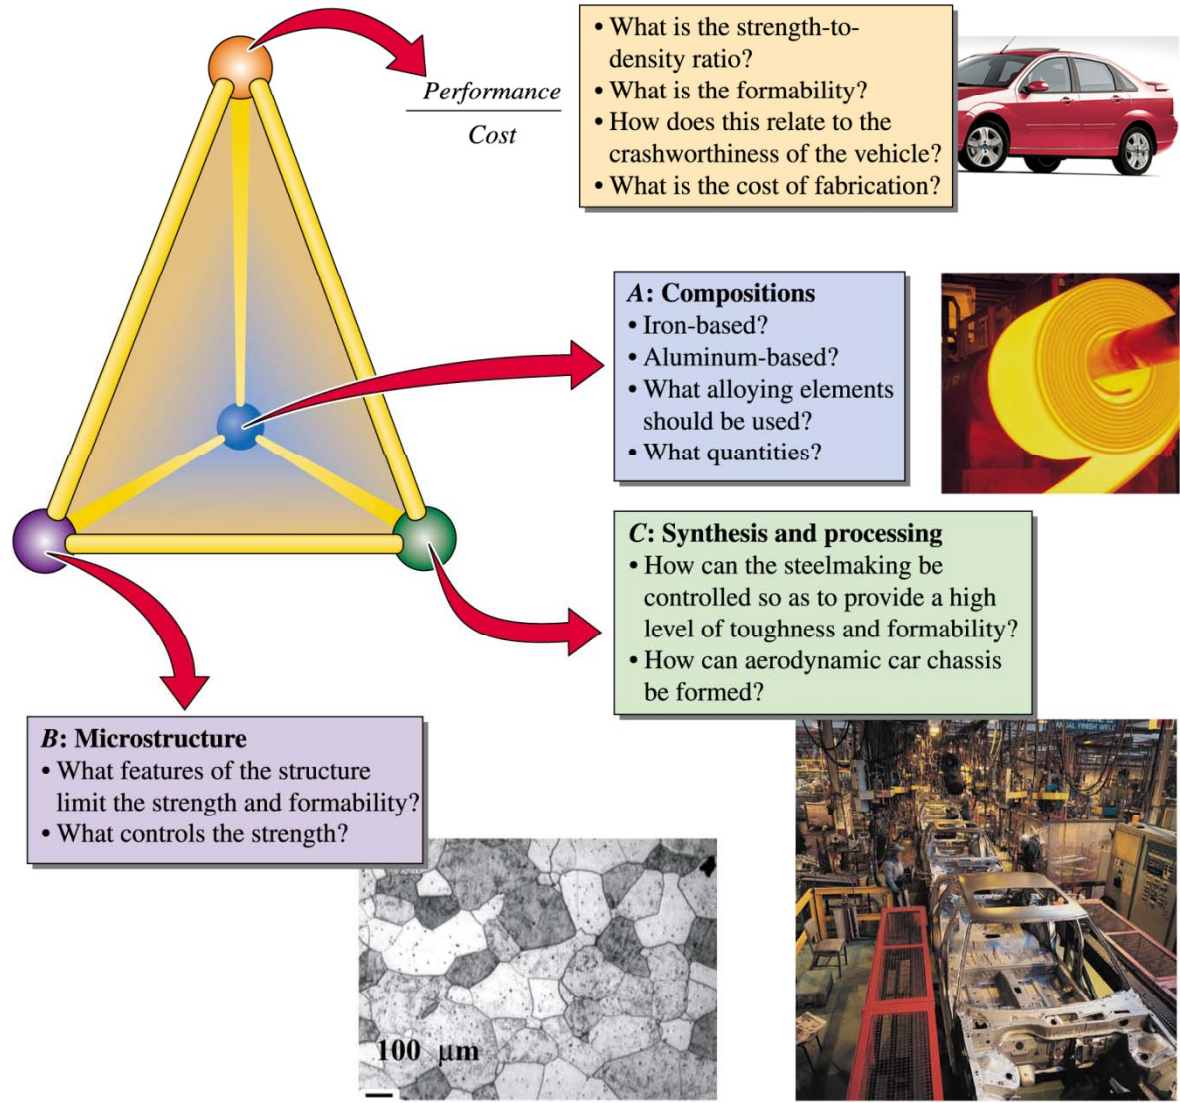 Performance
Cost
• What is the strength-to-
density ratio?
• What is the formability?
• How does this relate to the
crashworthiness of the vehicle?
• What is the cost of fabrication?
A: Compositions
• Iron-based?
• Aluminum-based?
• What alloying elements
should be used?
• What quantities?
C: Synthesis and processing
• How can the steelmaking be
controlled so as to provide a high
level of toughness and formability?
• How can aerodynamic car chassis
be formed?
B: Microstructure
• What features of the structure
limit the strength and formability?
• What controls the strength?
100 μm